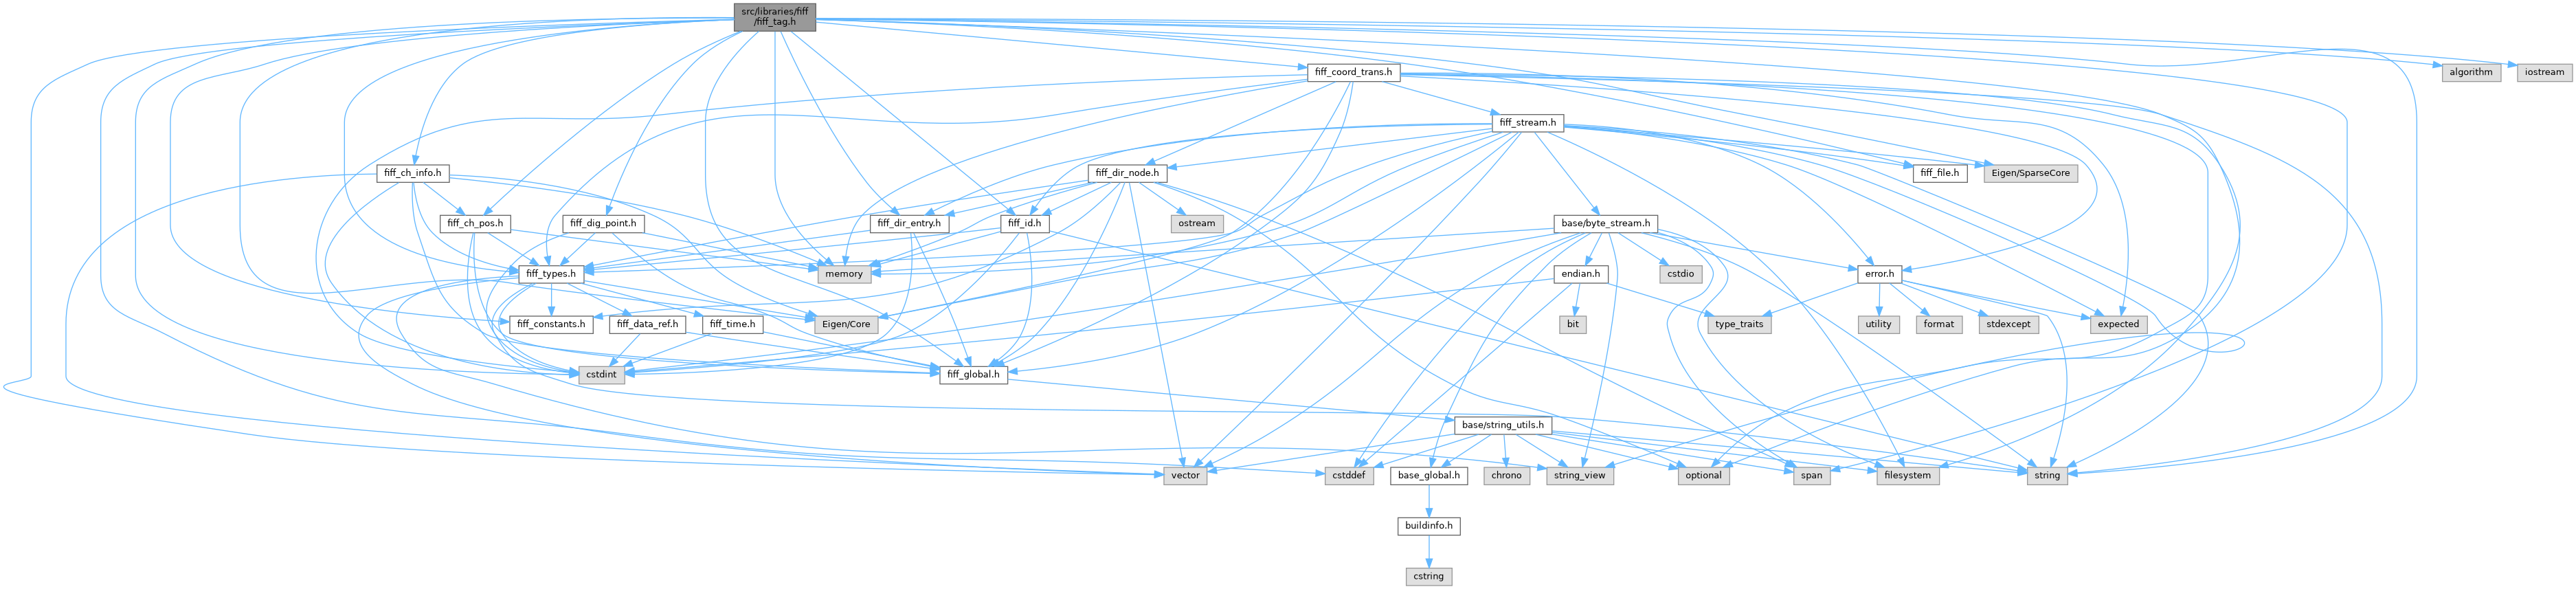 src/libraries/fiff
/fiff_tag.h
fiff_coord_trans.h
algorithm
iostream
fiff_stream.h
fiff_ch_info.h
fiff_dir_node.h
fiff_file.h
Eigen/SparseCore
fiff_ch_pos.h
fiff_dig_point.h
fiff_dir_entry.h
fiff_id.h
ostream
base/byte_stream.h
fiff_types.h
memory
endian.h
cstdio
error.h
fiff_constants.h
fiff_data_ref.h
fiff_time.h
Eigen/Core
bit
type_traits
utility
format
stdexcept
expected
cstdint
fiff_global.h
base/string_utils.h
vector
cstddef
base_global.h
chrono
string_view
optional
span
filesystem
string
buildinfo.h
cstring